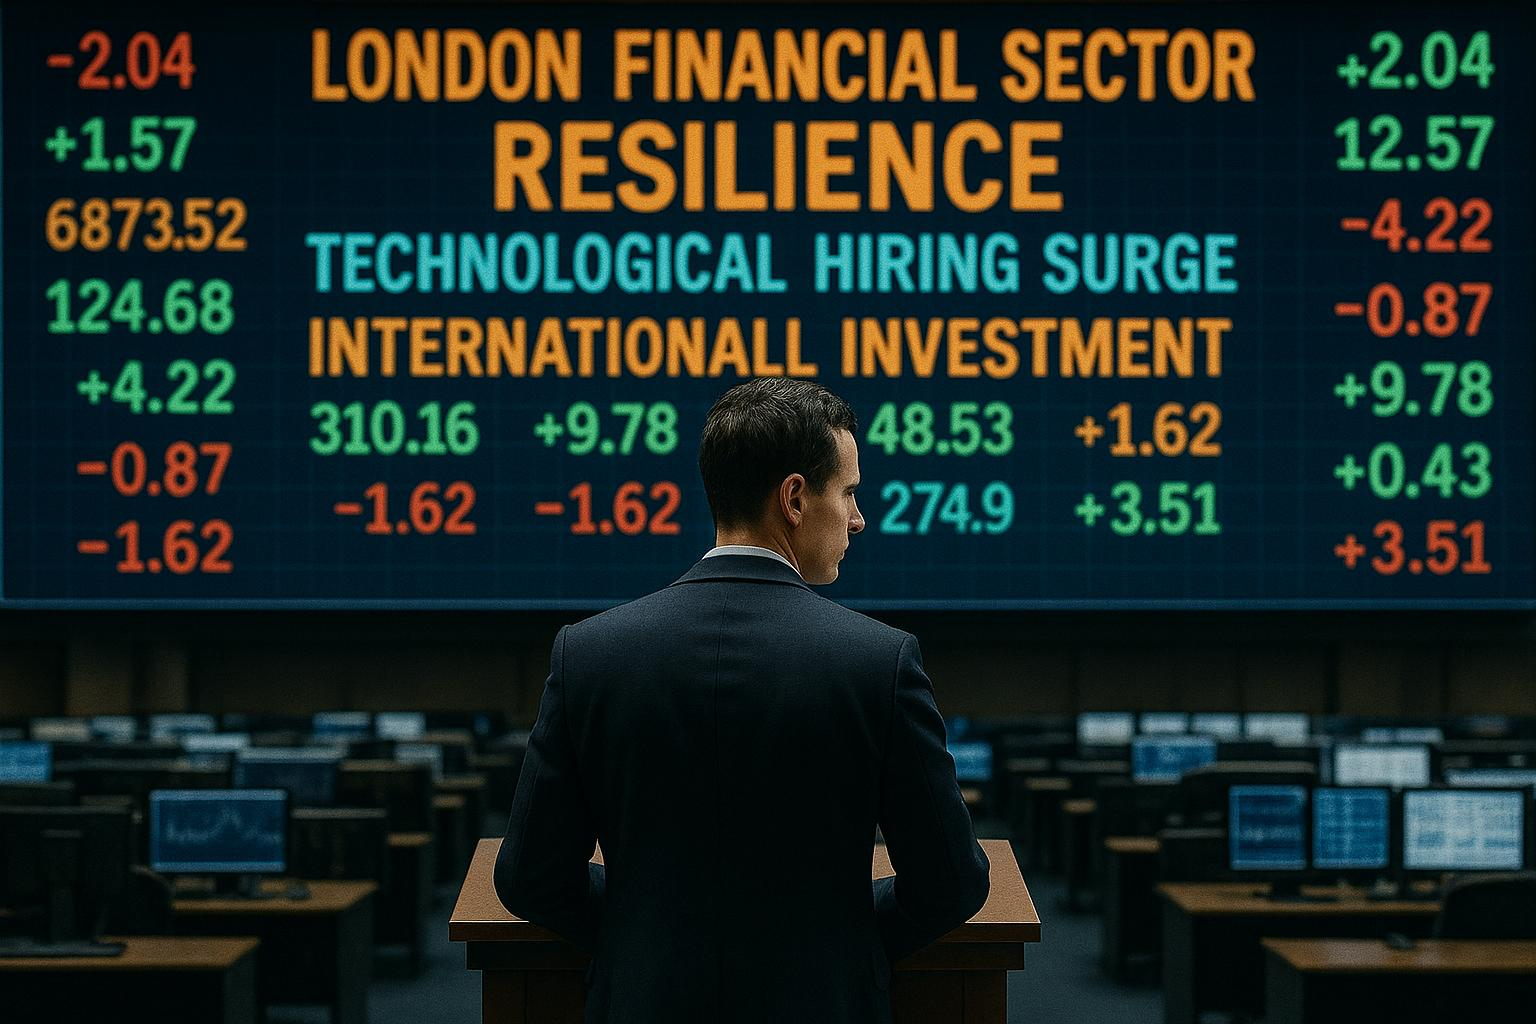 LONDON FINANCIAL SECTOR
RESILIENCE
TECHNOLOGICAL HIRING SURGE
INTERNATIONALL INVESTMENT
-2.04
+1.57
6873.52
124.68
+4.22
-0.87
-1.62
310.16 +9.78 48.53 +1.62
-1.62 -1.62 274.9 +3.51
+2.04
12.57
-4.22
-0.87
+9.78
+0.43
+3.51